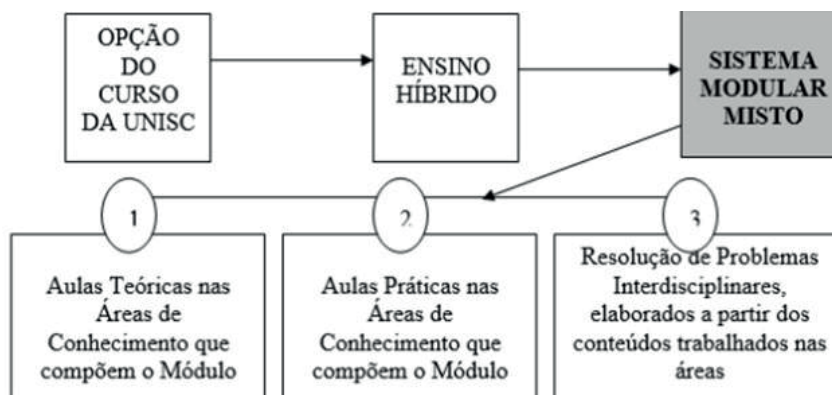 OPÇÃO
DO
CURSO
DA UNISC
ENSINO
HÍBRIDO
SISTEMA
MODULAR
MISTO
1
2
3
Aulas Teóricas nas
Áreas de
Conhecimento que
compõem o Módulo
Aulas Práticas nas
Áreas de
Conhecimento que
compõem o Módulo
Resolução de Problemas
Interdisciplinares,
elaborados a partir dos
conteúdos trabalhados nas
áreas